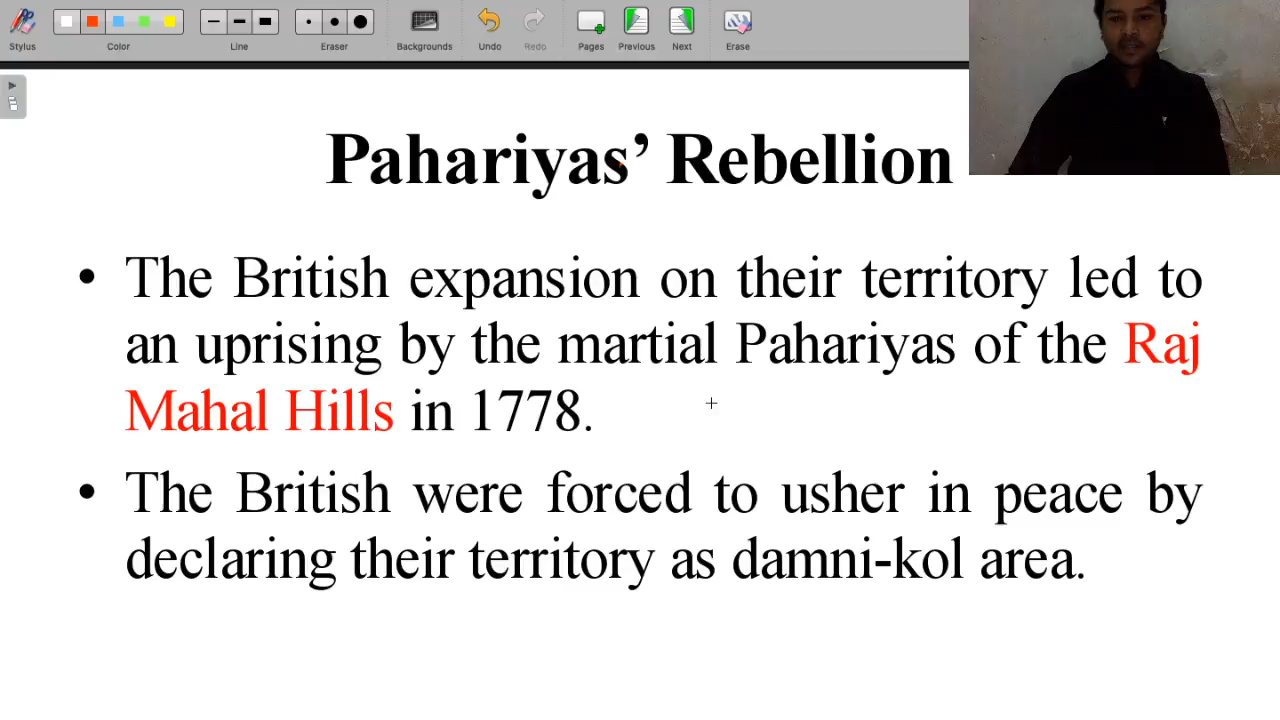 Stylus Color Line Eraser Backgrounds Undo Redo Pages Previous Next Erase
Pahariyas’ Rebellion
• The British expansion on their territory led to
an uprising by the martial Pahariyas of the Raj
Mahal Hills in 1778.
• The British were forced to usher in peace by
declaring their territory as damni-kol area.